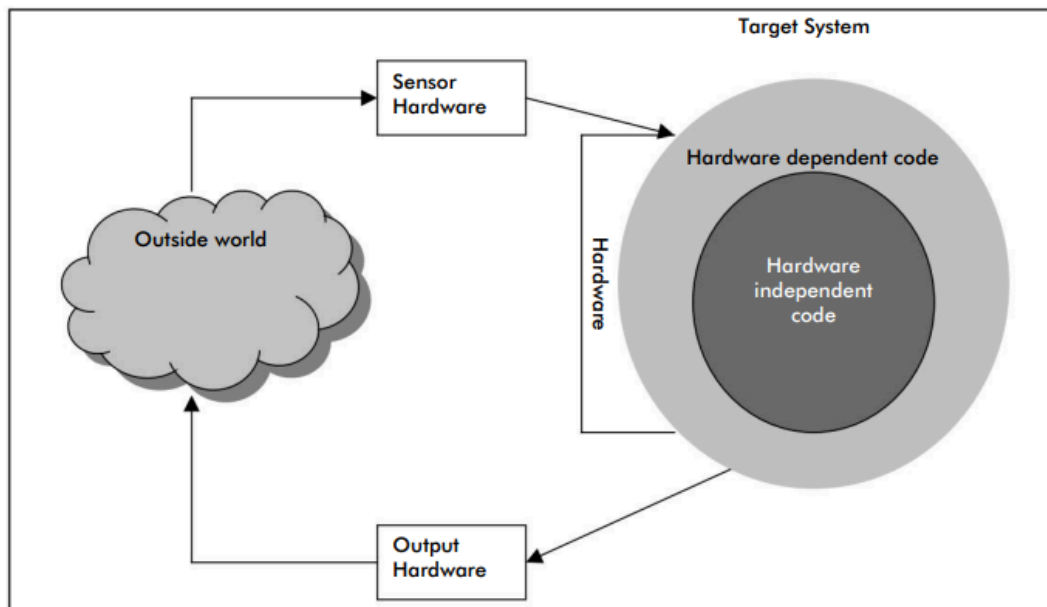 Target System
Sensor
Hardware
Hardware dependent code
Outside world
Hardware
Hardware
independent
code
Output
Hardware